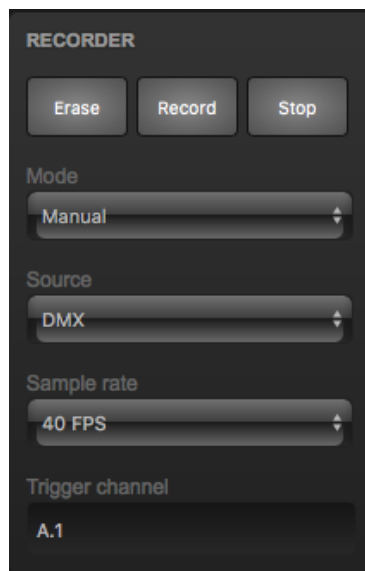 RECORDER
Erase Record Stop
Mode
Manual
Source
DMX
Sample rate
40 FPS
Trigger channel
A.1